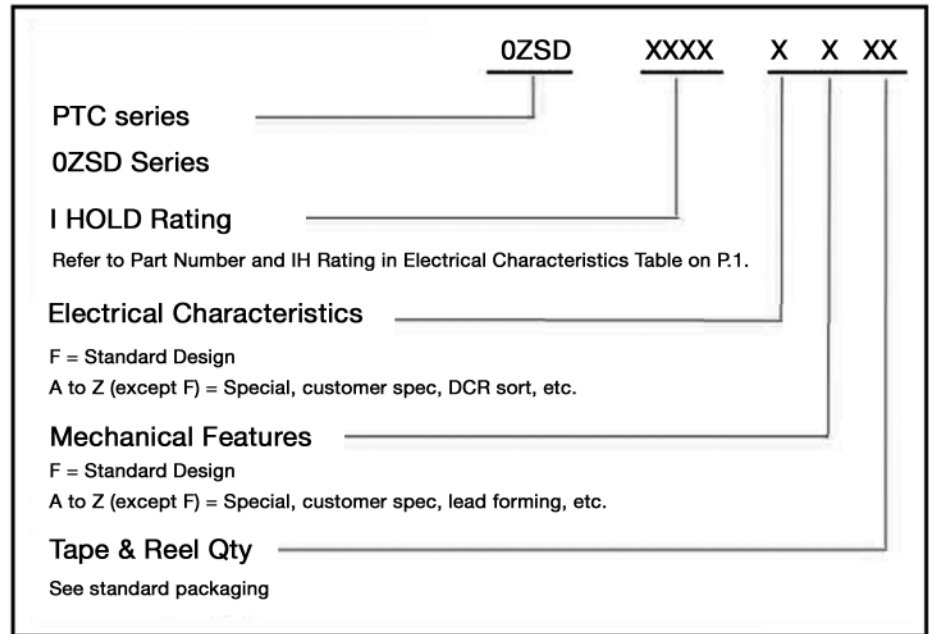 0ZSD XXXX X X XX
PTC series
0ZSD Series
I HOLD Rating
Refer to Part Number and IH Rating in Electrical Characteristics Table on P.1.
Electrical Characteristics
F = Standard Design
A to Z (except F) = Special, customer spec, DCR sort, etc.
Mechanical Features
F = Standard Design
A to Z (except F) = Special, customer spec, lead forming, etc.
Tape & Reel Qty
See standard packaging